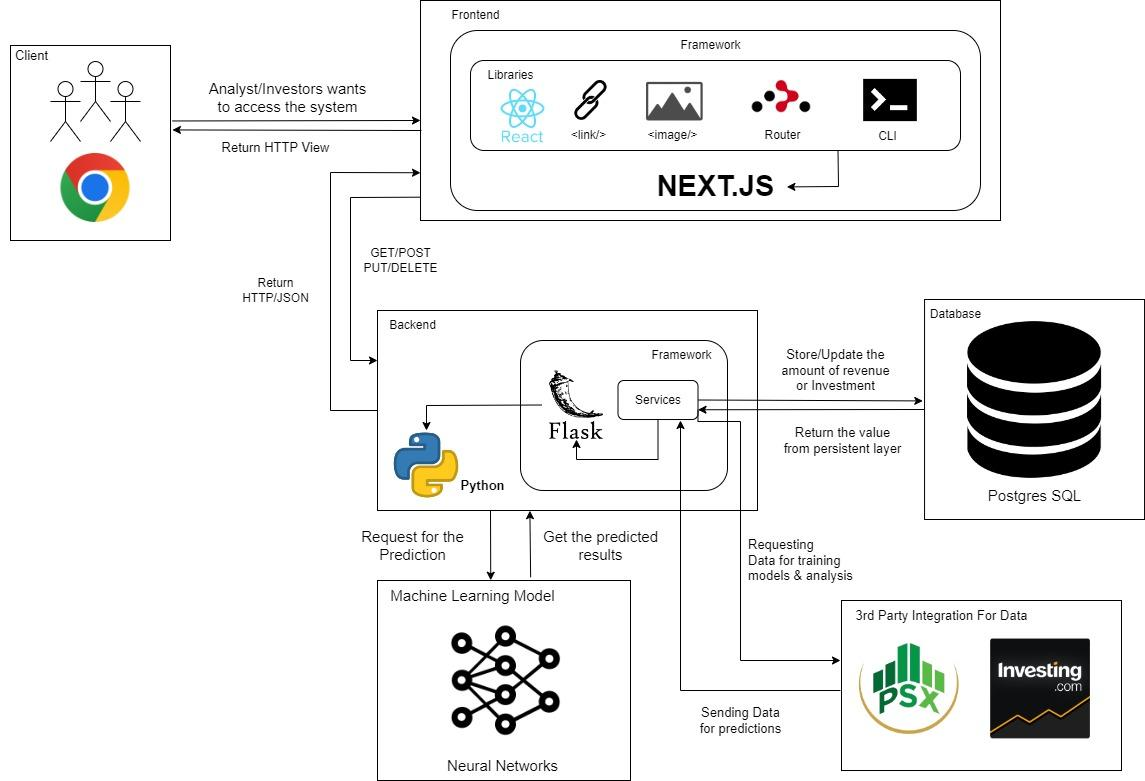 Frontend
Framework
Client
Libraries
Analyst/Investors wants
to access the system
React
<link/>
<image/>
Router
CLI
Return HTTP View
NEXT.JS
GET/POST
PUT/DELETE
Return
HTTP/JSON
Backend
Framework
Services
Flask
Python
Database
Store/Update the
amount of revenue
or Investment
Return the value
from persistent layer
Postgres SQL
Request for the
Prediction
Get the predicted
results
Requesting
Data for training
models & analysis
Machine Learning Model
Neural Networks
3rd Party Integration For Data
PSX
Investing
.com
Sending Data
for predictions